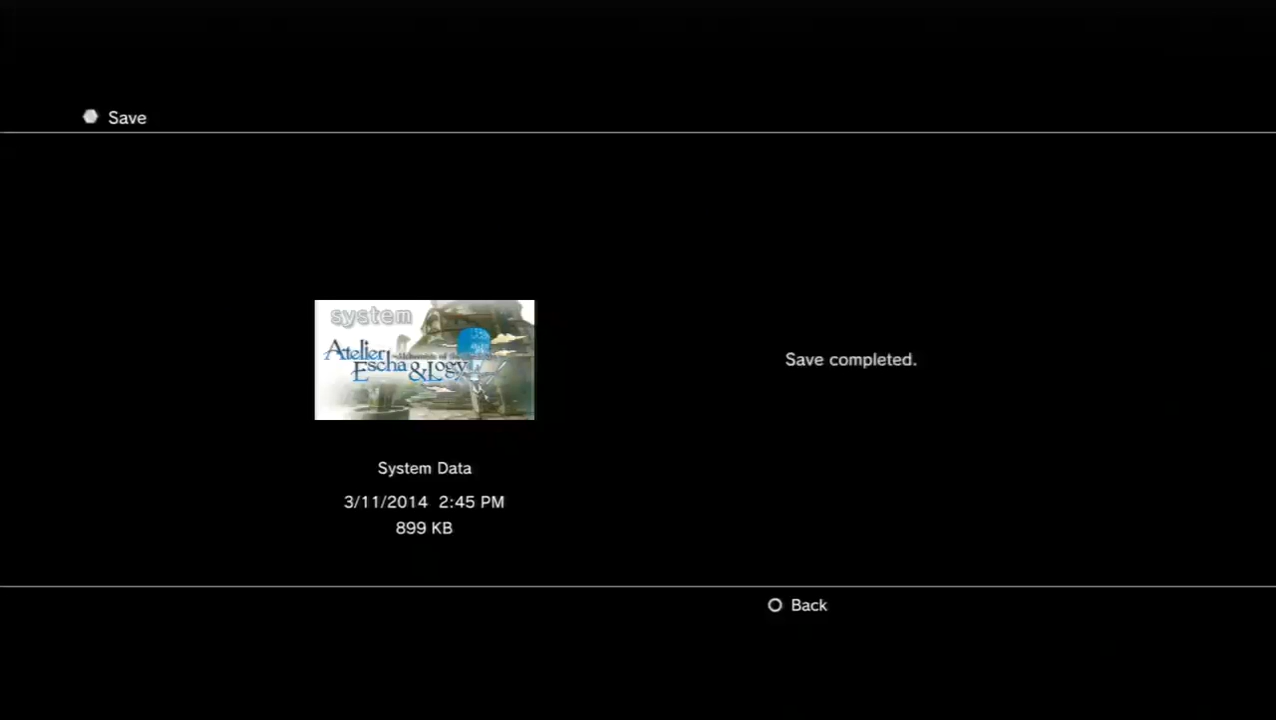 Save
system
Atelier
Escha & Logy
Save completed.
System Data
3/11/2014 2:45 PM
899 KB
Back